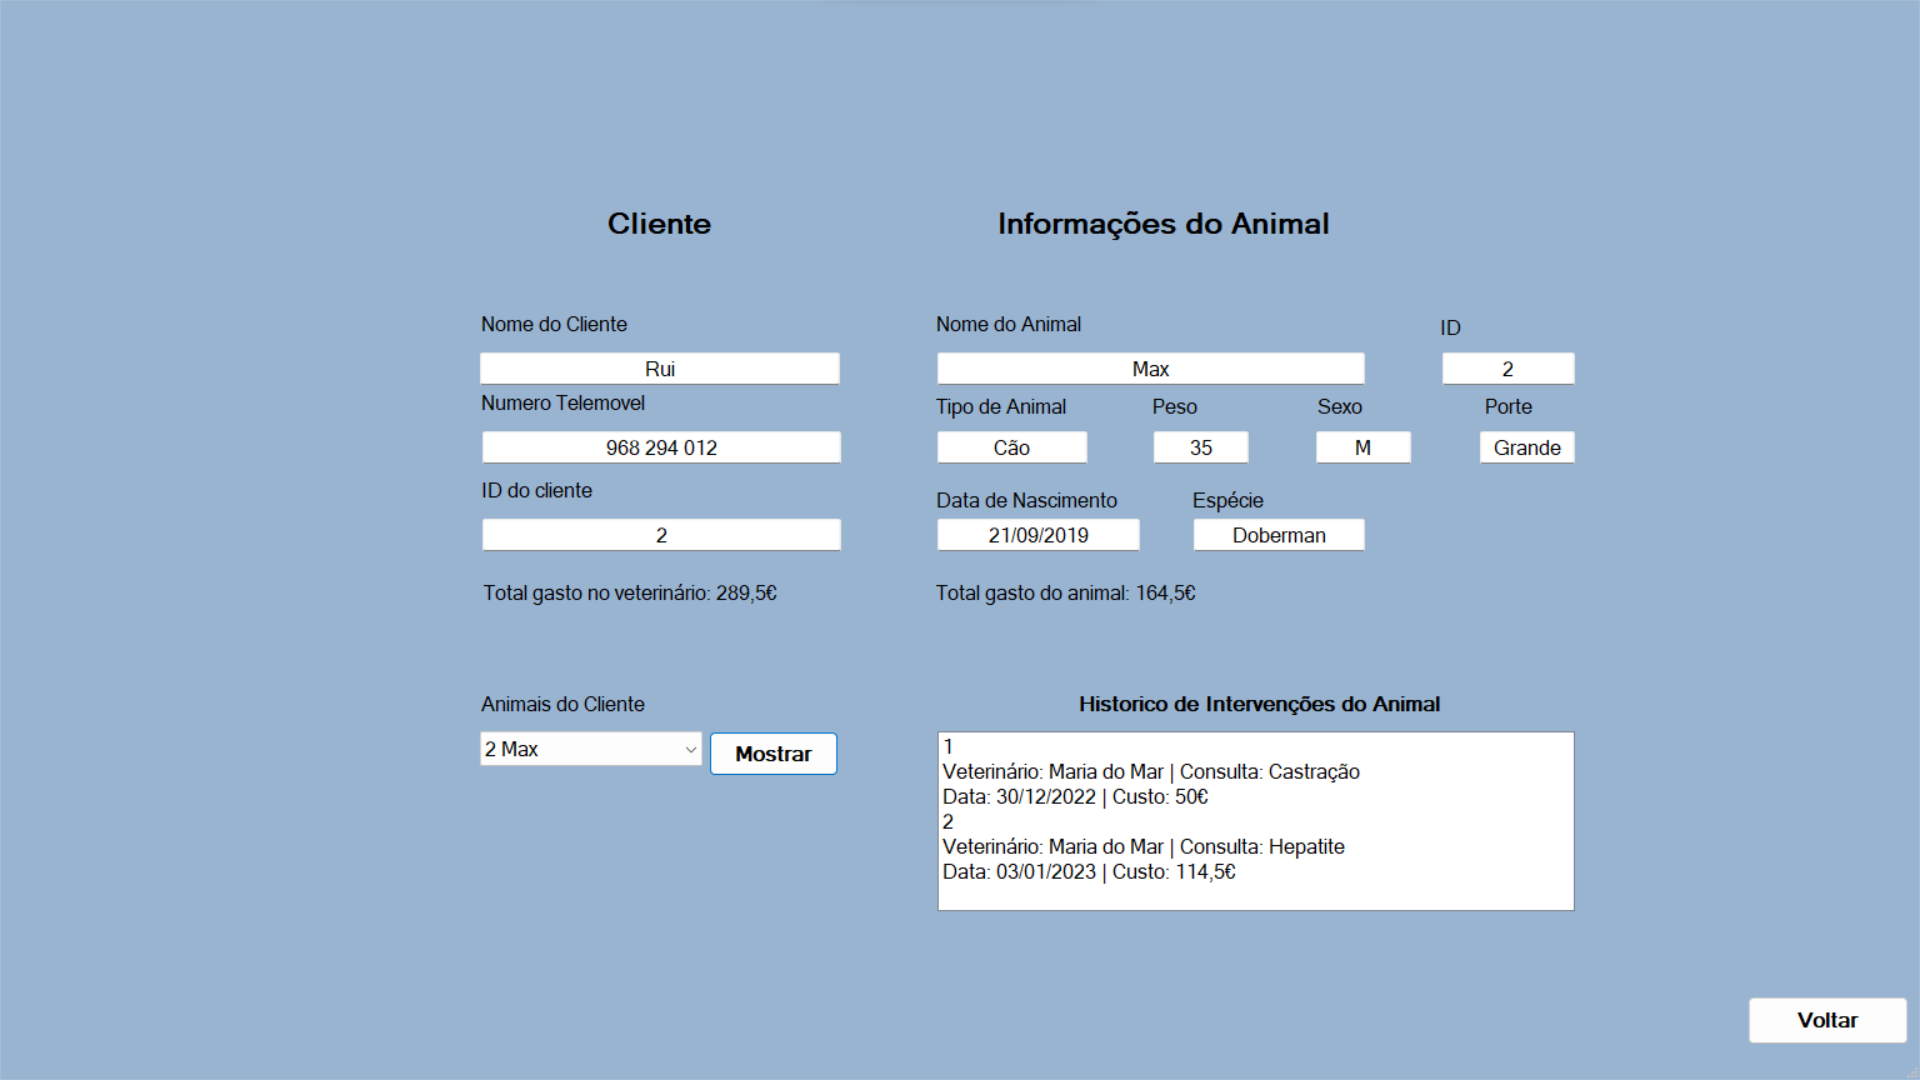 Cliente
Nome do Cliente
Rui
Numero Telemovel
968 294 012
ID do cliente
2
Total gasto no veterinário: 289,5€
Animais do Cliente
2 Max
Mostrar
Informações do Animal
Nome do Animal
ID
Max
2
Tipo de Animal
Peso
Sexo
Porte
Cão
35
M
Grande
Data de Nascimento
Espécie
21/09/2019
Doberman
Total gasto do animal: 164,5€
Historico de Intervenções do Animal
1
Veterinário: Maria do Mar | Consulta: Castração
Data: 30/12/2022 | Custo: 50€
2
Veterinário: Maria do Mar | Consulta: Hepatite
Data: 03/01/2023 | Custo: 114,5€
Voltar